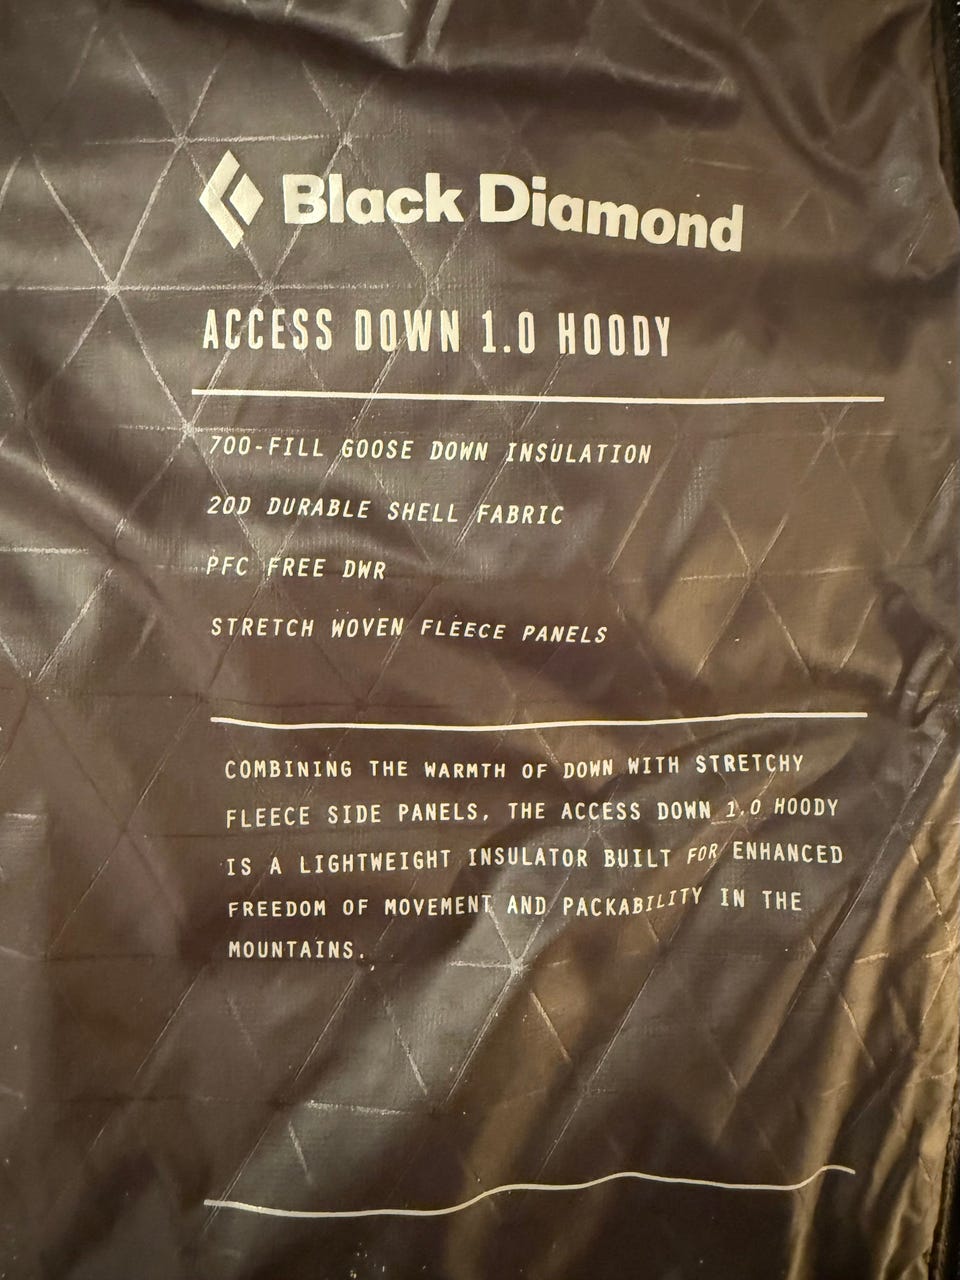 Black Diamond
ACCESS DOWN 1.0 HOODY
700-FILL GOOSE DOWN INSULATION
20D DURABLE SHELL FABRIC
PFC FREE DWR
STRETCH WOVEN FLEECE PANELS
COMBINING THE WARMTH OF DOWN WITH STRETCHY
FLEECE SIDE PANELS, THE ACCESS DOWN 1.0 HOODY
IS A LIGHTWEIGHT INSULATOR BUILT FOR ENHANCED
FREEDOM OF MOVEMENT AND PACKABILITY IN THE
MOUNTAINS.